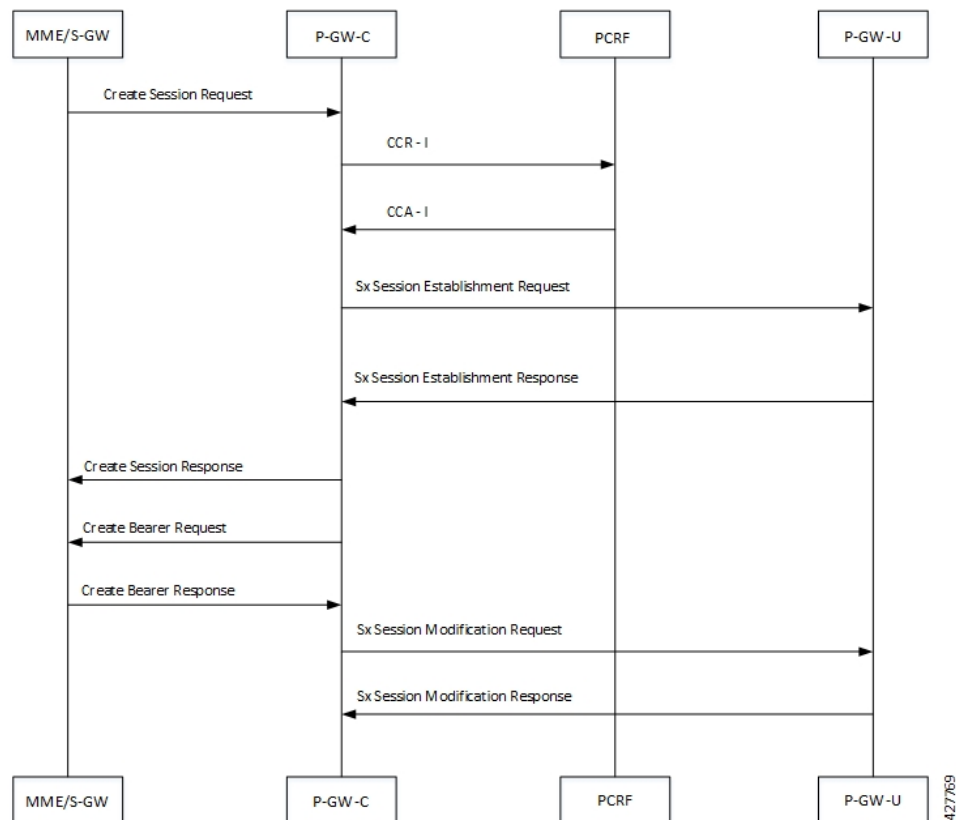 MME/S-GW
P-GW-C
PCRF
P-GW-U
Create Session Request
CCR - I
CCA - I
Sx Session Establishment Request
Sx Session Establishment Response
Create Session Response
Create Bearer Request
Create Bearer Response
Sx Session Modification Request
Sx Session Modification Response
MME/S-GW
P-GW-C
PCRF
P-GW-U
427769